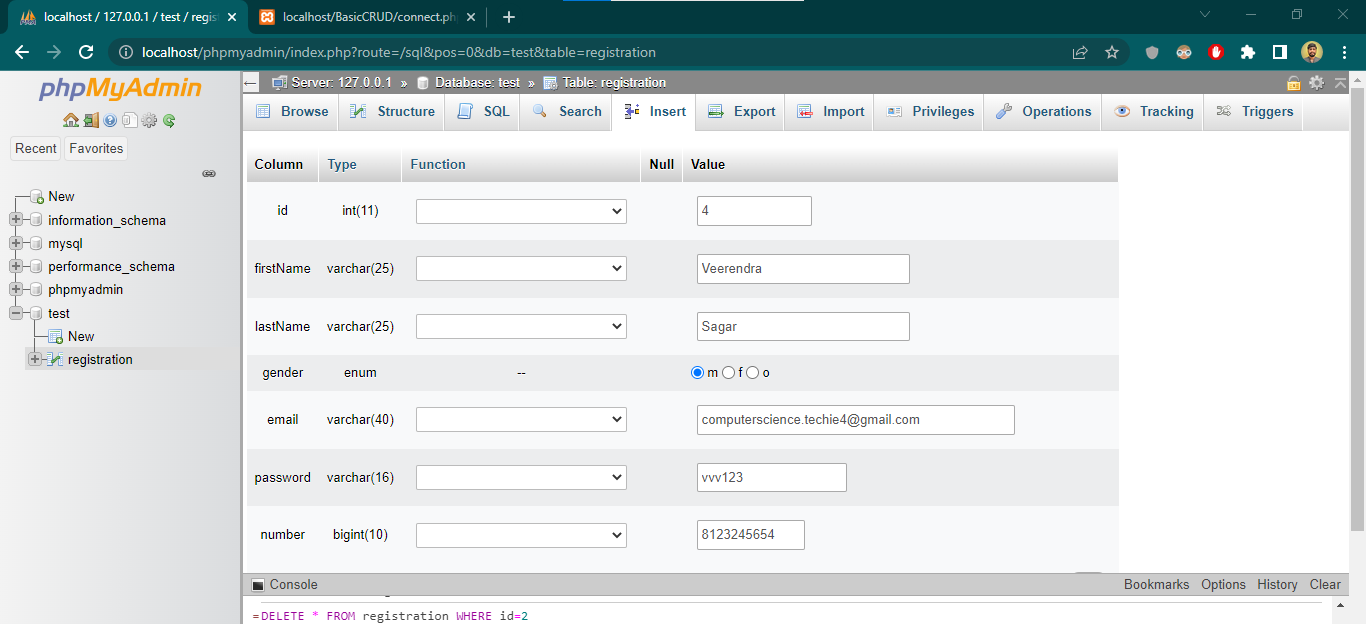 localhost / 127.0.0.1 / test / regist
localhost/BasicCRUD/connect.php
localhost/phpmyadmin/index.php?route=/sql&pos=0&db=test&table=registration
phpMyAdmin
Server: 127.0.0.1 » Database: test » Table: registration
Browse Structure SQL Search Insert Export Import Privileges Operations Tracking Triggers
Recent Favorites
New
information_schema
mysql
performance_schema
phpmyadmin
test
New
registration
Column Type Function Null Value
id int(11) 4
firstName varchar(25) Veerendra
lastName varchar(25) Sagar
gender enum -- m f o
email varchar(40) computerscience.techie4@gmail.com
password varchar(16) vvv123
number bigint(10) 8123245654
Console Bookmarks Options History Clear
=DELETE * FROM registration WHERE id=2